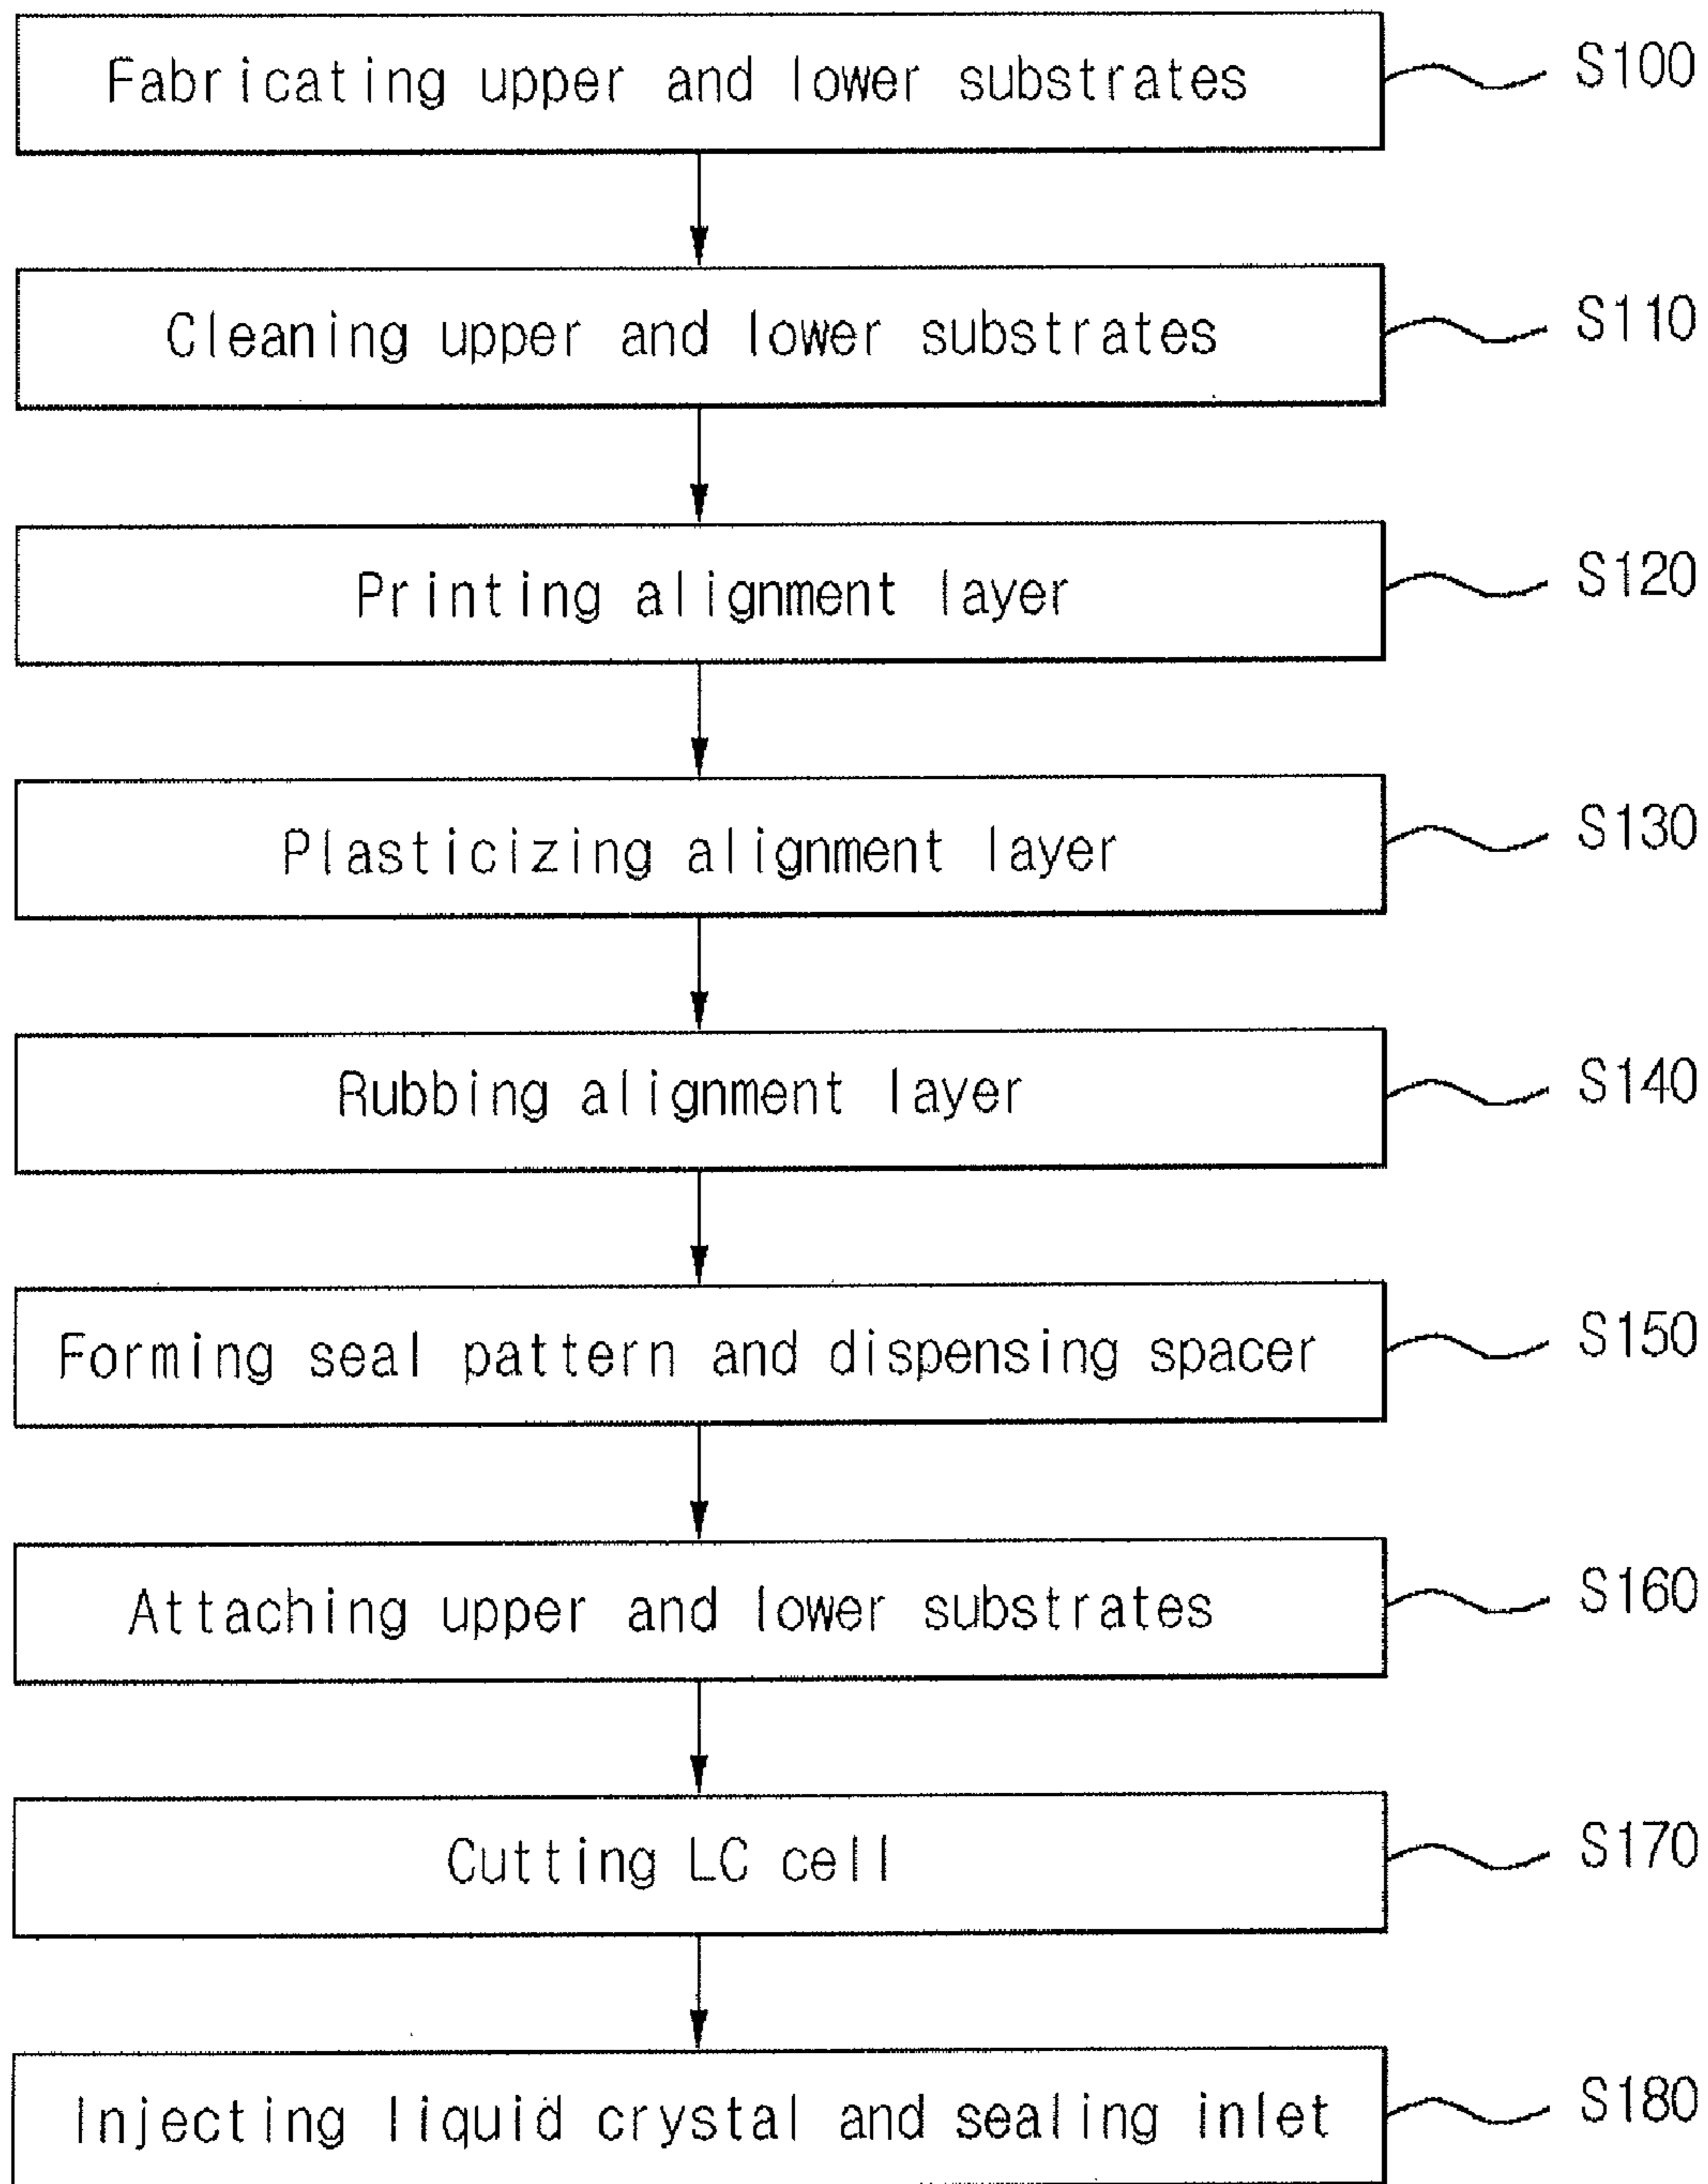 Fabricating upper and lower substrates S100
Cleaning upper and lower substrates S110
Printing alignment layer S120
Plasticizing alignment layer S130
Rubbing alignment layer S140
Forming seal pattern and dispensing spacer S150
Attaching upper and lower substrates S160
Cutting LC cell S170
Injecting liquid crystal and sealing inlet S180